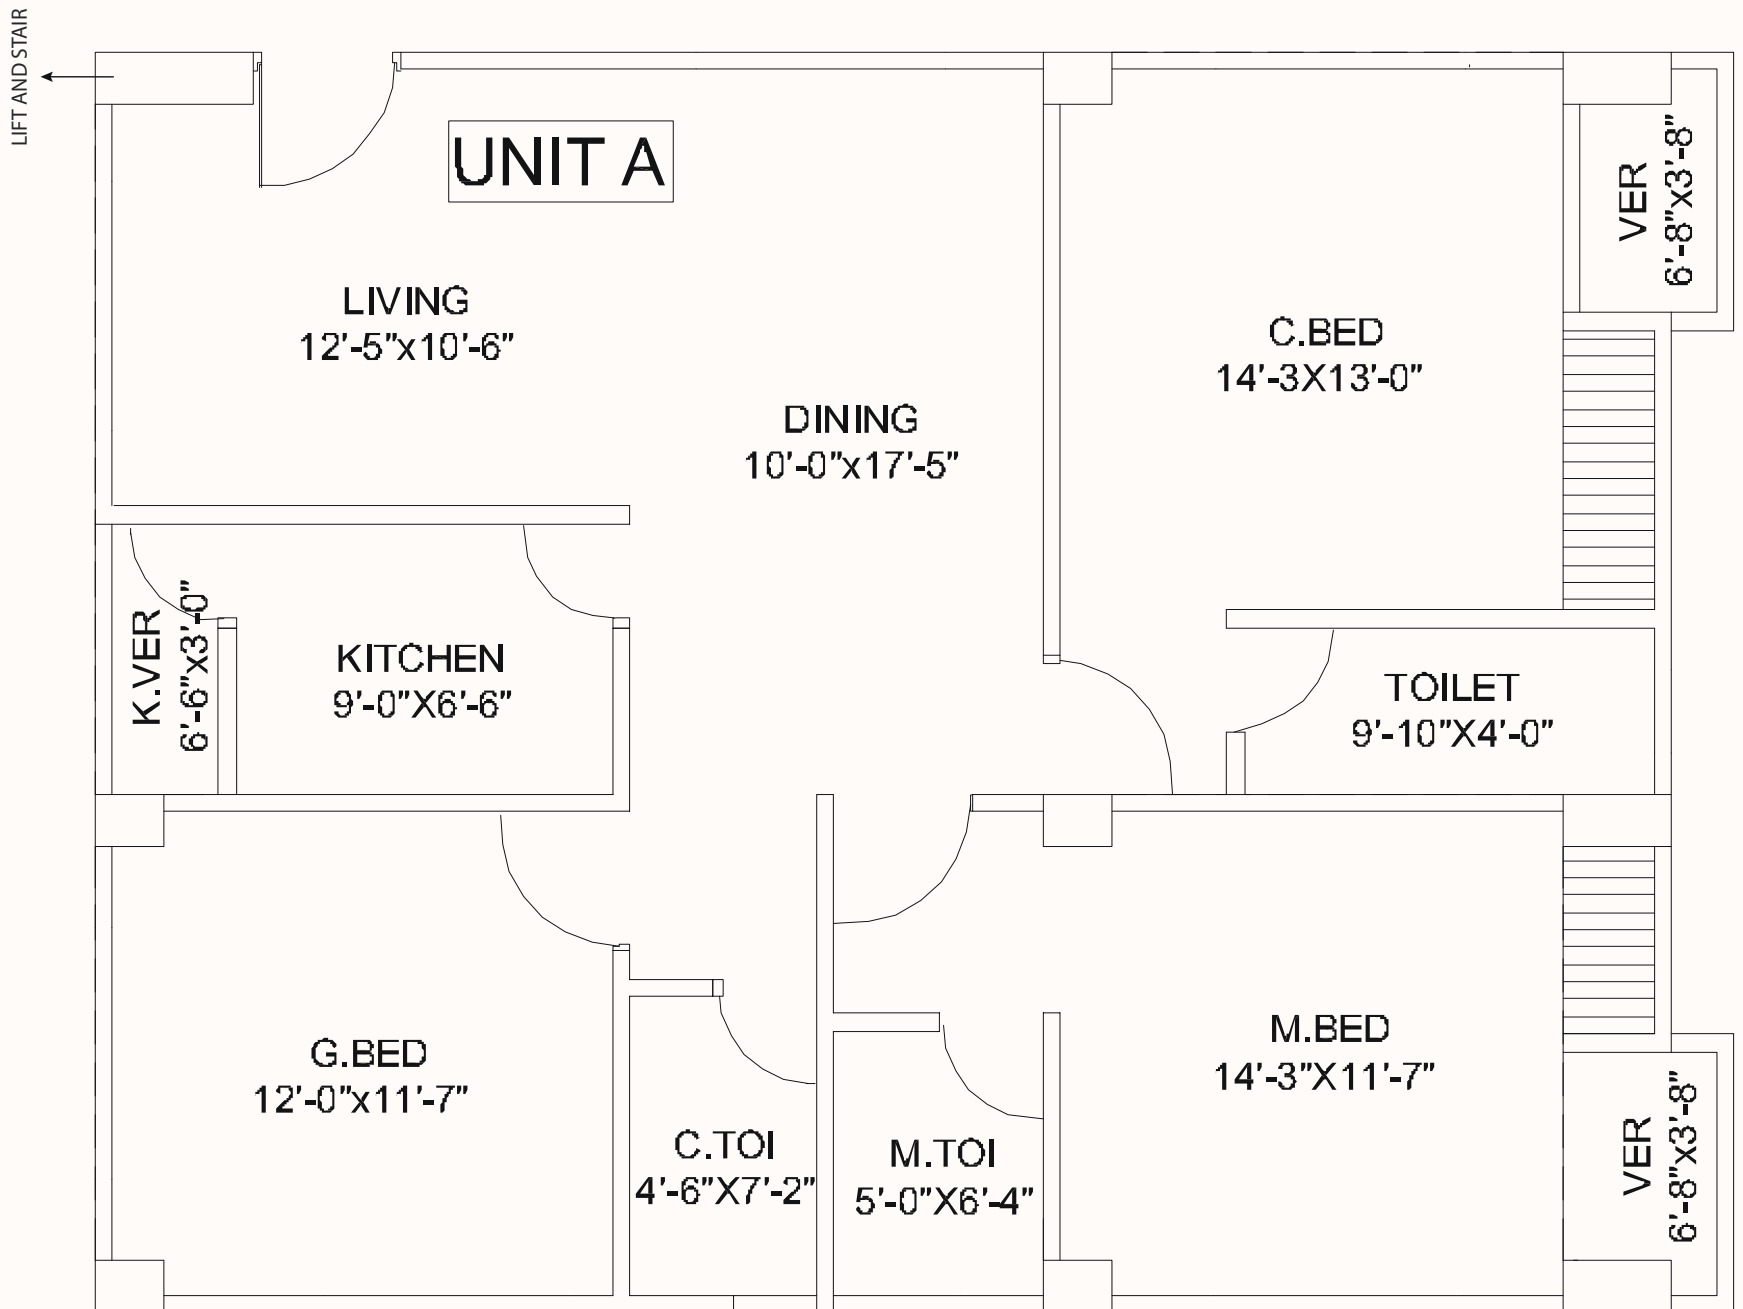 LIFT AND STAIR
UNIT A
VER
6'-8"x3'-8"
LIVING
12'-5"x10'-6"
C.BED
14'-3X13'-0"
DINING
10'-0"x17'-5"
K.VER
6'-6"x3'-0"
KITCHEN
9'-0"X6'-6"
TOILET
9'-10"X4'-0"
G.BED
12'-0"x11'-7"
M.BED
14'-3"X11'-7"
C.TOI
4'-6"X7'-2"
M.TOI
5'-0"X6'-4"
VER
6'-8"x3'-8"